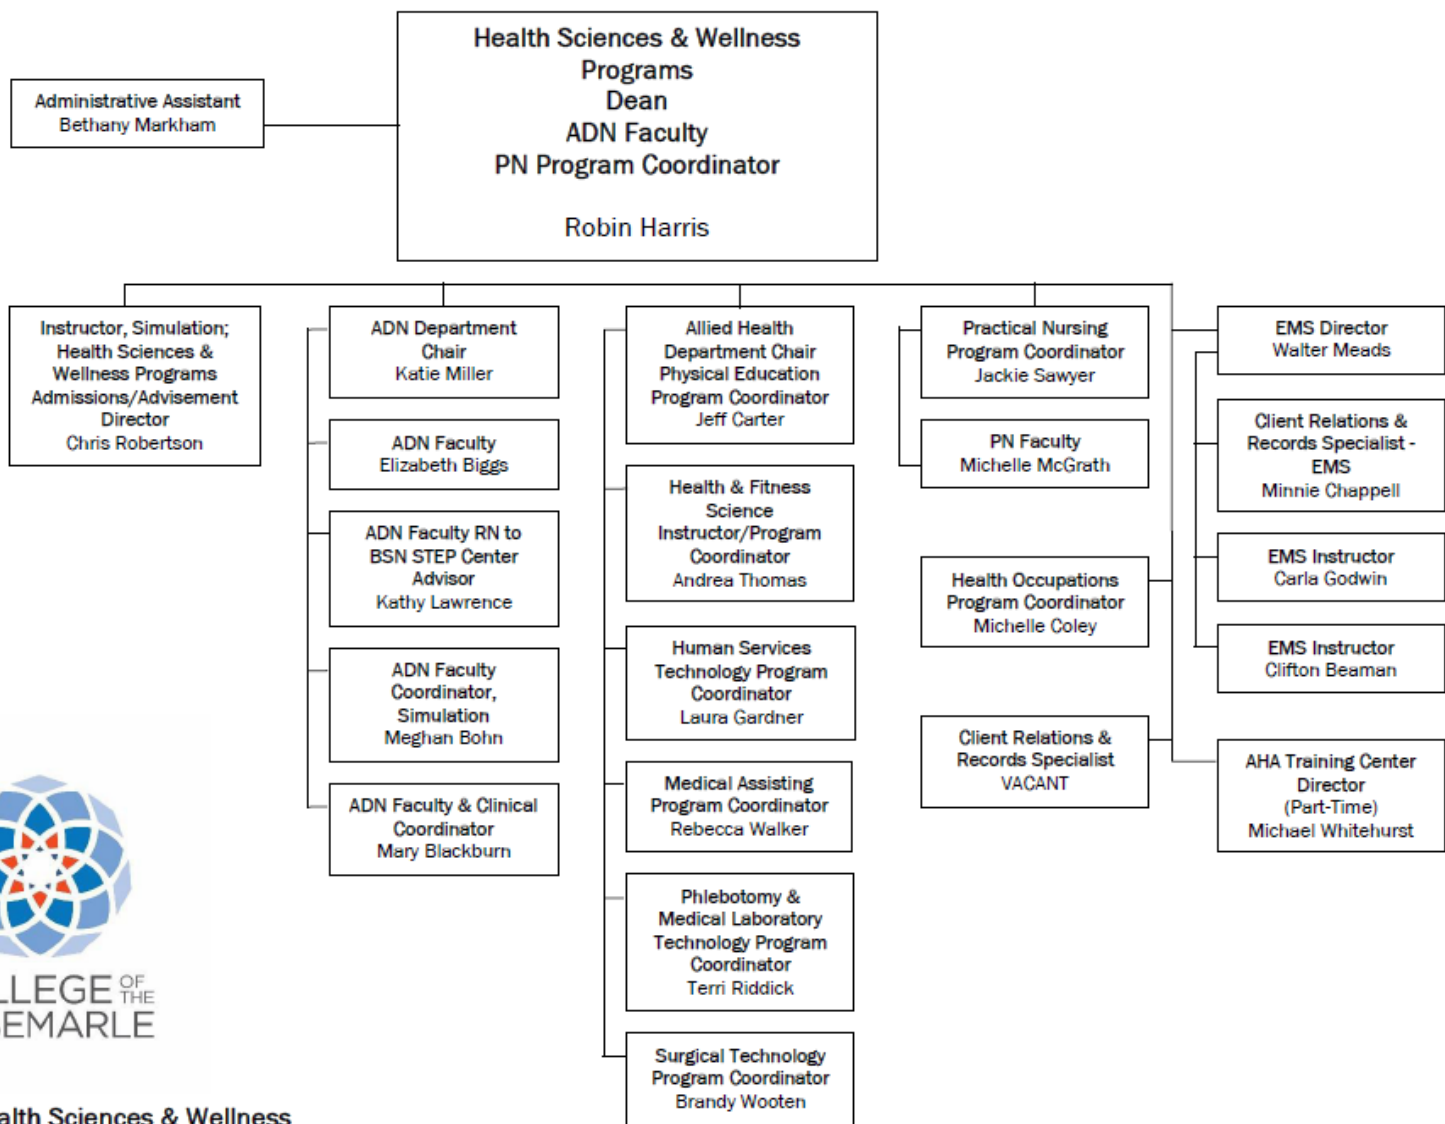 Health Sciences & Wellness
Programs
Dean
ADN Faculty
PN Program Coordinator
Robin Harris
Administrative Assistant
Bethany Markham
Instructor, Simulation;
Health Sciences &
Wellness Programs
Admissions/Advisement
Director
Chris Robertson
ADN Department
Chair
Katie Miller
ADN Faculty
Elizabeth Biggs
ADN Faculty RN to
BSN STEP Center
Advisor
Kathy Lawrence
ADN Faculty
Coordinator,
Simulation
Meghan Bohn
ADN Faculty & Clinical
Coordinator
Mary Blackburn
Allied Health
Department Chair
Physical Education
Program Coordinator
Jeff Carter
Health & Fitness
Science
Instructor/Program
Coordinator
Andrea Thomas
Human Services
Technology Program
Coordinator
Laura Gardner
Medical Assisting
Program Coordinator
Rebecca Walker
Phlebotomy &
Medical Laboratory
Technology Program
Coordinator
Terri Riddick
Surgical Technology
Program Coordinator
Brandy Wooten
Practical Nursing
Program Coordinator
Jackie Sawyer
PN Faculty
Michelle McGrath
Health Occupations
Program Coordinator
Michelle Coley
Client Relations &
Records Specialist
VACANT
EMS Director
Walter Meads
Client Relations &
Records Specialist -
EMS
Minnie Chappell
EMS Instructor
Carla Godwin
EMS Instructor
Clifton Beaman
AHA Training Center
Director
(Part-Time)
Michael Whitehurst
LLEGE OF THE
EMARLE
alth Sciences & Wellness